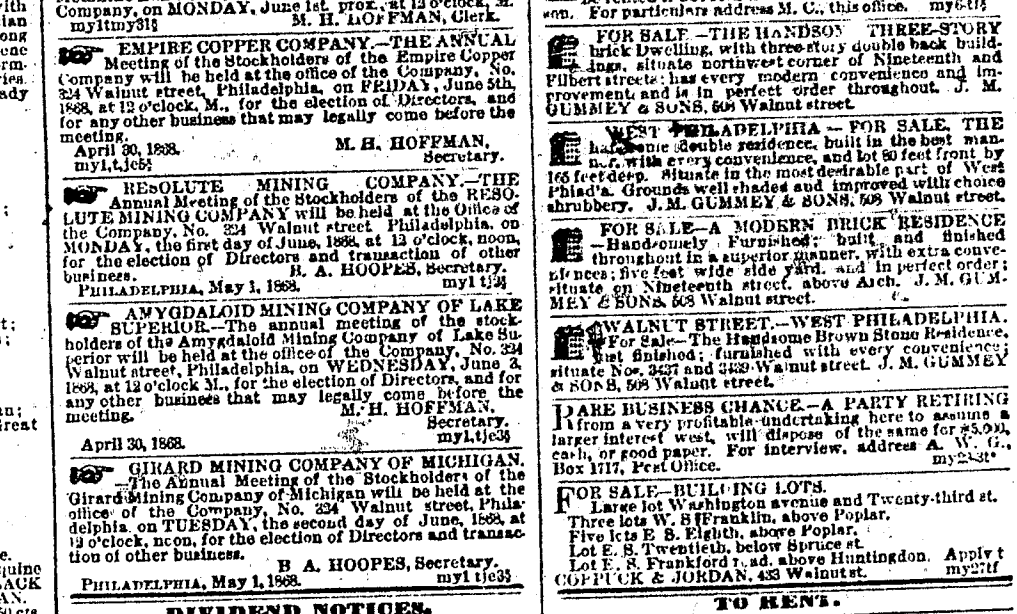 Company, on MONDAY, June 1st. prox., at 12 o'clock, M.
my1tmy31§ M. H. HOFFMAN, Clerk.
EMPIRE COPPER COMPANY.—THE ANNUAL
Meeting of the Stockholders of the Empire Copper
Company will be held at the office of the Company, No.
324 Walnut street, Philadelphia, on FRIDAY, June 5th,
1868, at 12 o'clock, M., for the election of Directors, and
for any other business that may legally come before the
meeting. M. H. HOFFMAN,
April 30, 1868. Secretary.
my1,t,je5§
RESOLUTE MINING COMPANY.—THE
Annual Meeting of the Stockholders of the RESO-
LUTE MINING COMPANY will be held at the Office of
the Company, No. 324 Walnut street Philadelphia, on
MONDAY, the first day of June, 1868, at 12 o'clock, noon,
for the election of Directors and transaction of other
business. B. A. HOOPES, Secretary.
PHILADELPHIA, May 1, 1868. my1
AMYGDALOID MINING COMPANY OF LAKE
SUPERIOR.—The annual meeting of the stock-
holders of the Amygdaloid Mining Company of Lake Su-
perior will be held at the office of the Company, No. 324
Walnut street, Philadelphia, on WEDNESDAY, June 3,
1868, at 12 o'clock M., for the election of Directors, and for
any other business that may legally come before the
meeting. M. H. HOFFMAN,
Secretary.
April 30, 1868. my1,tje3§
GIRARD MINING COMPANY OF MICHIGAN.
—The Annual Meeting of the Stockholders of the
Girard Mining Company of Michigan will be held at the
office of the Company, No. 324 Walnut street, Phila-
delphia, on TUESDAY, the second day of June, 1868, at
12 o'clock, noon, for the election of Directors and transac-
tion of other business.
B A. HOOPES, Secretary.
PHILADELPHIA, May 1, 1868. my1 tje3§
DIVIDEND NOTICES.
son. For particulars address M. C., this office.
FOR SALE—THE HANDSO THREE-STORY
brick Dwelling, with three-story double back build-
ings, situate northwest corner of Nineteenth and
Filbert streets; has every modern convenience and im-
provement, and is in perfect order throughout. J. M.
GUMMEY & SONS, 508 Walnut street.
WEST PHILADELPHIA — FOR SALE, THE
handsome double residence, built in the best man-
ner, with every convenience, and lot 80 feet front by
165 feet deep. Situate in the most desirable part of West
Philad'a. Grounds well shaded and improved with choice
shrubbery. J. M. GUMMEY & SONS, 508 Walnut street.
FOR SALE—A MODERN BRICK RESIDENCE
—Handsomely Furnished; built and finished
throughout in a superior manner, with extra conve-
niences; five feet wide side yard, and in perfect order;
situate on Nineteenth street, above Arch. J. M. GUM-
MEY & SONS, 508 Walnut street.
WALNUT STREET.—WEST PHILADELPHIA.
For Sale—The Handsome Brown Stone Residence,
just finished; furnished with every convenience;
situate Nos. 3437 and 3439 Walnut street. J. M. GUMMEY
& SONS, 508 Walnut street.
RARE BUSINESS CHANCE.—A PARTY RETIRING
from a very profitable undertaking here to assume a
larger interest west, will dispose of the same for $5,000,
cash, or good paper. For interview, address A. W. G.,
Box 1717, Post Office.
FOR SALE—BUILDING LOTS.
Large lot Washington avenue and Twenty-third st.
Three lots W. S Franklin, above Poplar.
Five lots E S. Eighth, above Poplar.
Lot E. S. Twentieth, below Spruce st.
Lot E. S. Frankford road, above Huntingdon. Apply t
COPPUCK & JORDAN, 433 Walnut st. my27tf
TO RENT.